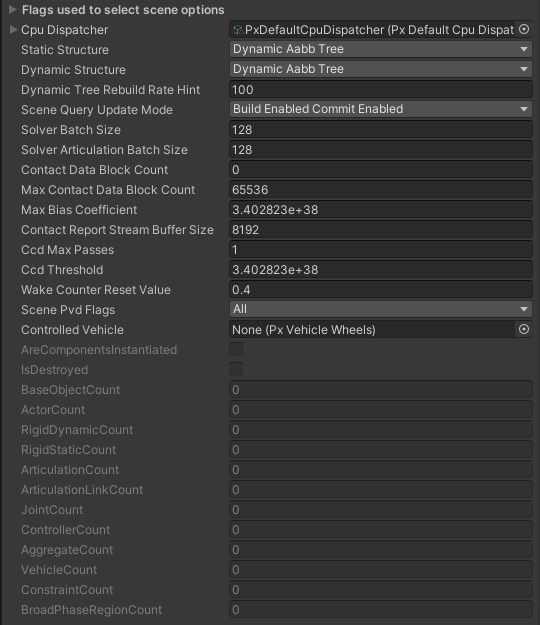 Flags used to select scene options
Cpu Dispatcher PxDefaultCpuDispatcher (Px Default Cpu Dispat
Static Structure Dynamic Aabb Tree
Dynamic Structure Dynamic Aabb Tree
Dynamic Tree Rebuild Rate Hint 100
Scene Query Update Mode Build Enabled Commit Enabled
Solver Batch Size 128
Solver Articulation Batch Size 128
Contact Data Block Count 0
Max Contact Data Block Count 65536
Max Bias Coefficient 3.402823e+38
Contact Report Stream Buffer Size 8192
Ccd Max Passes 1
Ccd Threshold 3.402823e+38
Wake Counter Reset Value 0.4
Scene Pvd Flags All
Controlled Vehicle None (Px Vehicle Wheels)
AreComponentsInstantiated
IsDestroyed
BaseObjectCount 0
ActorCount 0
RigidDynamicCount 0
RigidStaticCount 0
ArticulationCount 0
ArticulationLinkCount 0
JointCount 0
ControllerCount 0
AggregateCount 0
VehicleCount 0
ConstraintCount 0
BroadPhaseRegionCount 0